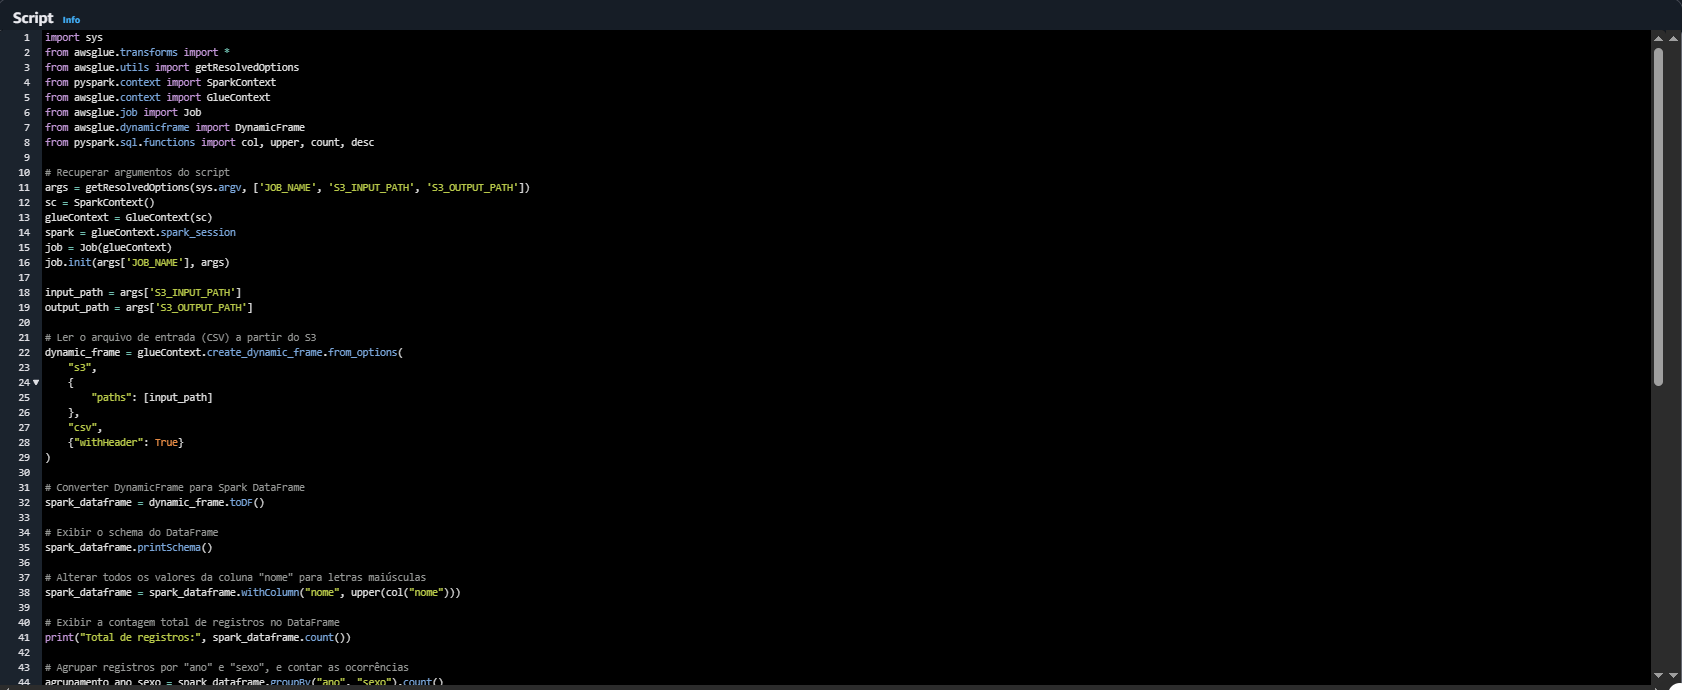 Script Info
1 import sys
2 from awsglue.transforms import *
3 from awsglue.utils import getResolvedOptions
4 from pyspark.context import SparkContext
5 from awsglue.context import GlueContext
6 from awsglue.job import Job
7 from awsglue.dynamicframe import DynamicFrame
8 from pyspark.sql.functions import col, upper, count, desc
9
10 # Recuperar argumentos do script
11 args = getResolvedOptions(sys.argv, ['JOB_NAME', 'S3_INPUT_PATH', 'S3_OUTPUT_PATH'])
12 sc = SparkContext()
13 glueContext = GlueContext(sc)
14 spark = glueContext.spark_session
15 job = Job(glueContext)
16 job.init(args['JOB_NAME'], args)
17
18 input_path = args['S3_INPUT_PATH']
19 output_path = args['S3_OUTPUT_PATH']
20
21 # Ler o arquivo de entrada (CSV) a partir do S3
22 dynamic_frame = glueContext.create_dynamic_frame.from_options(
23     "s3",
24     {
25         "paths": [input_path]
26     },
27     "csv",
28     {"withHeader": True}
29 )
30
31 # Converter DynamicFrame para Spark DataFrame
32 spark_dataframe = dynamic_frame.toDF()
33
34 # Exibir o schema do DataFrame
35 spark_dataframe.printSchema()
36
37 # Alterar todos os valores da coluna "nome" para letras maiúsculas
38 spark_dataframe = spark_dataframe.withColumn("nome", upper(col("nome")))
39
40 # Exibir a contagem total de registros no DataFrame
41 print("Total de registros:", spark_dataframe.count())
42
43 # Agrupar registros por "ano" e "sexo", e contar as ocorrências
44 agrupamento_ano_sexo = spark_dataframe.groupBy("ano", "sexo").count()